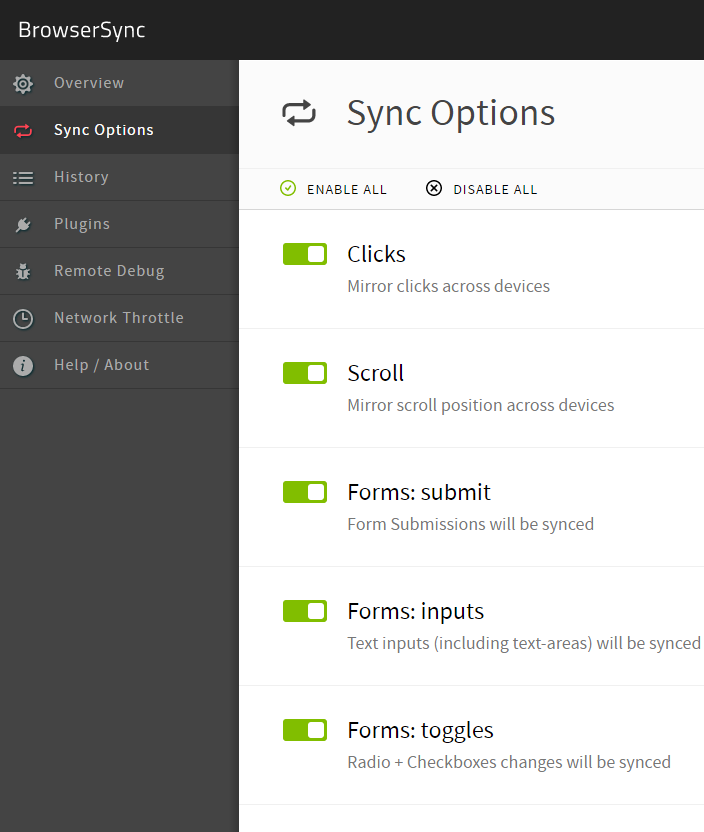 BrowserSync
Overview
Sync Options
History
Plugins
Remote Debug
Network Throttle
Help / About
Sync Options
ENABLE ALL
DISABLE ALL
Clicks
Mirror clicks across devices
Scroll
Mirror scroll position across devices
Forms: submit
Form Submissions will be synced
Forms: inputs
Text inputs (including text-areas) will be synced
Forms: toggles
Radio + Checkboxes changes will be synced